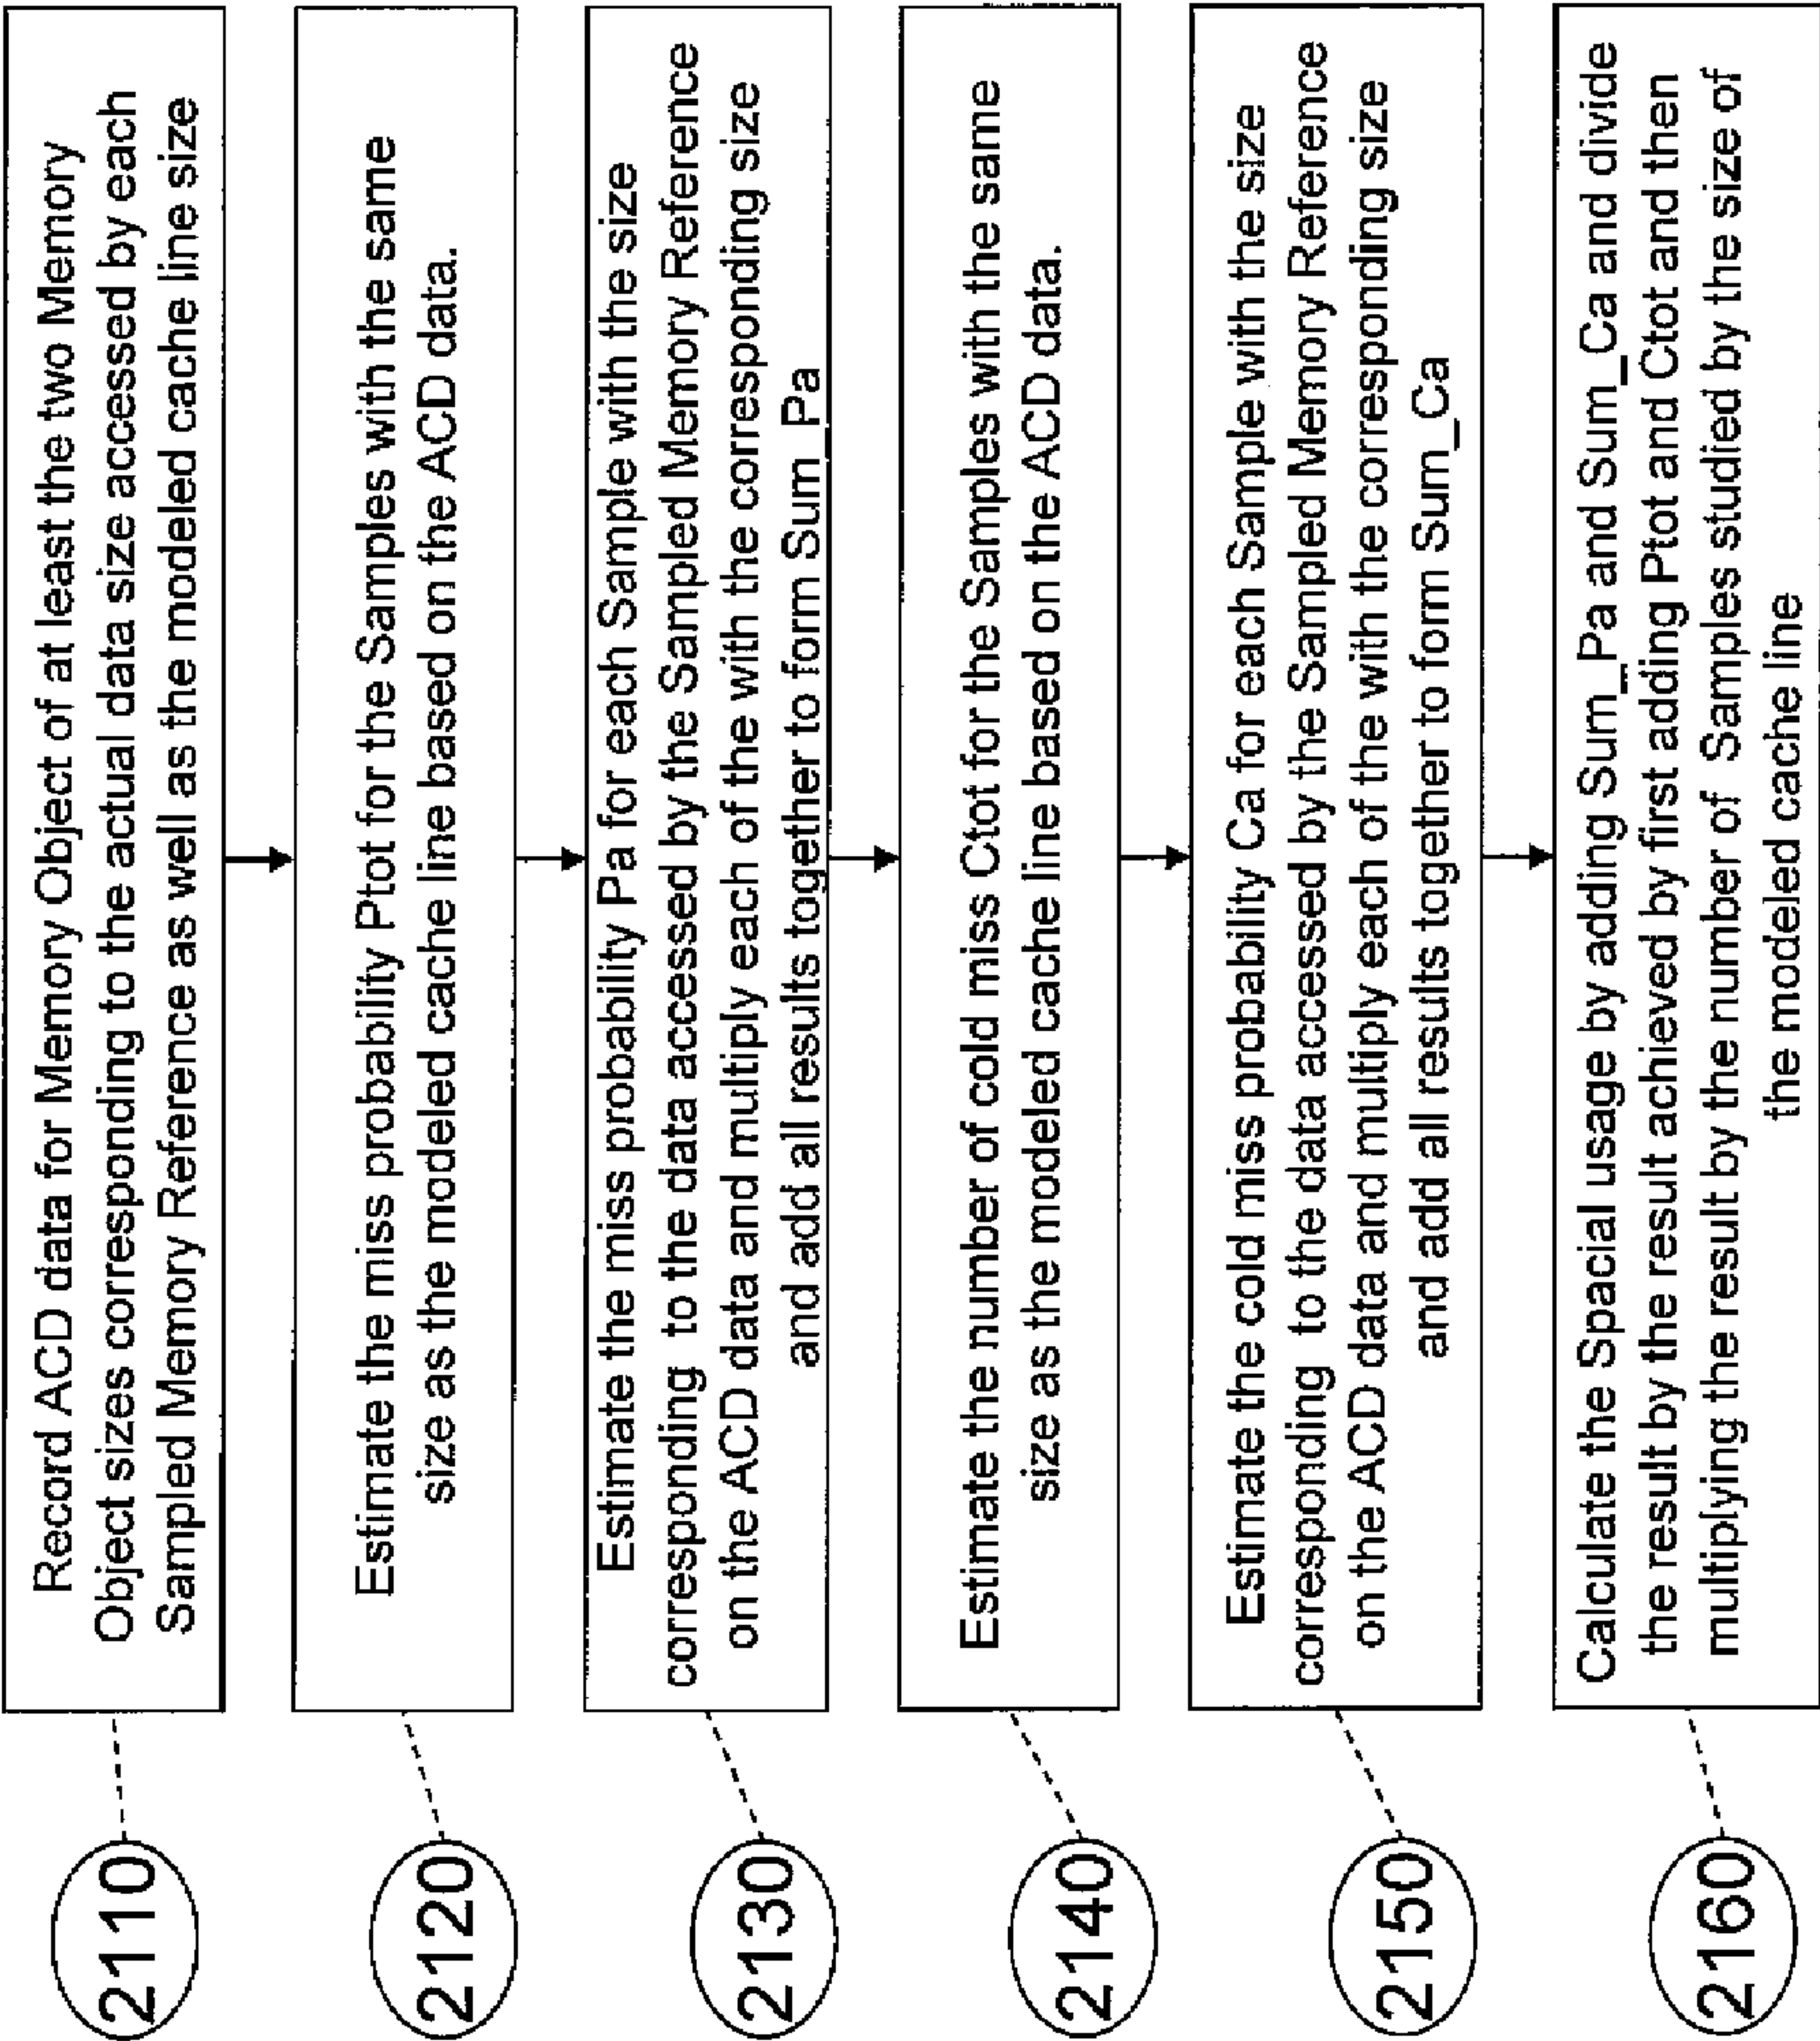 2110
Record ACD data for Memory Object of at least the two Memory
Object sizes corresponding to the actual data size accessed by each
Sampled Memory Reference as well as the modeled cache line size
2120
Estimate the miss probability Ptot for the Samples with the same
size as the modeled cache line based on the ACD data.
2130
Estimate the miss probability Pa for each Sample with the size
corresponding to the data accessed by the Sampled Memory Reference
on the ACD data and multiply each of the with the corresponding size
and add all results together to form Sum_Pa
2140
Estimate the number of cold miss Ctot for the Samples with the same
size as the modeled cache line based on the ACD data.
2150
Estimate the cold miss probability Ca for each Sample with the size
corresponding to the data accessed by the Sampled Memory Reference
on the ACD data and multiply each of the with the corresponding size
and add all results together to form Sum_Ca
2160
Calculate the Spacial usage by adding Sum_Pa and Sum_Ca and divide
the result by the result achieved by first adding Ptot and Ctot and then
multiplying the result by the number of Samples studied by the size of
the modeled cache line